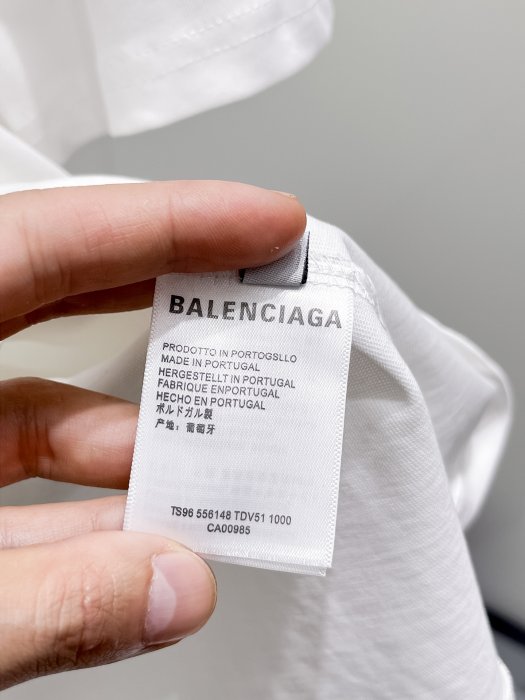 BALENCIAGA
PRODOTTO IN PORTOGSLLO
MADE IN PORTUGAL
HERGESTELLT IN PORTUGAL
FABRIQUE ENPORTUGAL
HECHO EN PORTUGAL
ポルドガル製
产地：葡萄牙
TS96 556148 TDV51 1000
CA00985